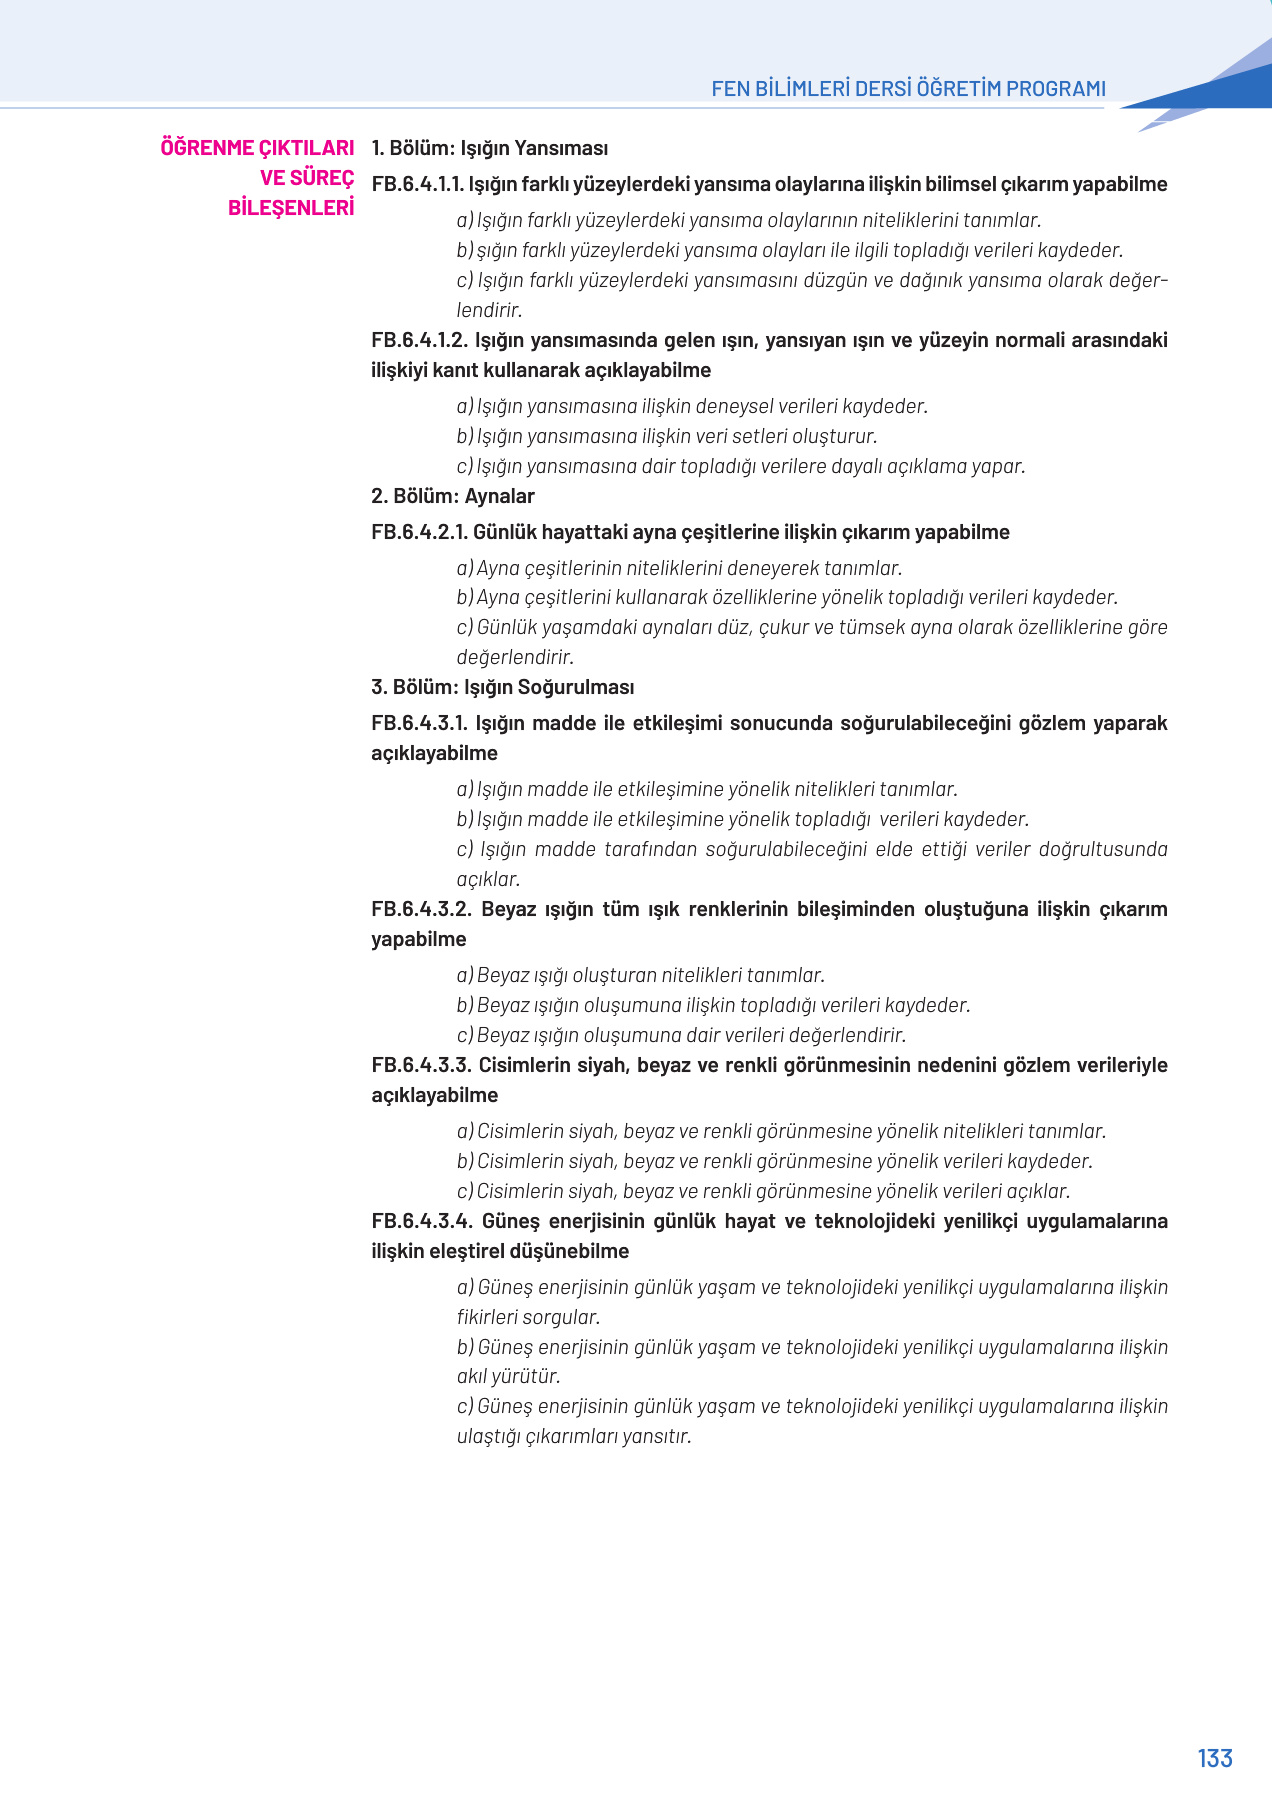 FEN BİLİMLERİ DERSİ ÖĞRETİM PROGRAMI
ÖĞRENME ÇIKTILARI
VE SÜREÇ
BİLEŞENLERİ
1. Bölüm: Işığın Yansıması
FB.6.4.1.1. Işığın farklı yüzeylerdeki yansıma olaylarına ilişkin bilimsel çıkarım yapabilme
a) Işığın farklı yüzeylerdeki yansıma olaylarının niteliklerini tanımlar.
b) şığın farklı yüzeylerdeki yansıma olayları ile ilgili topladığı verileri kaydeder.
c) Işığın farklı yüzeylerdeki yansımasını düzgün ve dağınık yansıma olarak değer-
lendirir.
FB.6.4.1.2. Işığın yansımasında gelen ışın, yansıyan ışın ve yüzeyin normali arasındaki
ilişkiyi kanıt kullanarak açıklayabilme
a) Işığın yansımasına ilişkin deneysel verileri kaydeder.
b) Işığın yansımasına ilişkin veri setleri oluşturur.
c) Işığın yansımasına dair topladığı verilere dayalı açıklama yapar.
2. Bölüm: Aynalar
FB.6.4.2.1. Günlük hayattaki ayna çeşitlerine ilişkin çıkarım yapabilme
a) Ayna çeşitlerinin niteliklerini deneyerek tanımlar.
b) Ayna çeşitlerini kullanarak özelliklerine yönelik topladığı verileri kaydeder.
c) Günlük yaşamdaki aynaları düz, çukur ve tümsek ayna olarak özelliklerine göre
değerlendirir.
3. Bölüm: Işığın Soğurulması
FB.6.4.3.1. Işığın madde ile etkileşimi sonucunda soğurulabileceğini gözlem yaparak
açıklayabilme
a) Işığın madde ile etkileşimine yönelik nitelikleri tanımlar.
b) Işığın madde ile etkileşimine yönelik topladığı verileri kaydeder.
c) Işığın madde tarafından soğurulabileceğini elde ettiği veriler doğrultusunda
açıklar.
FB.6.4.3.2. Beyaz ışığın tüm ışık renklerinin bileşiminden oluştuğuna ilişkin çıkarım
yapabilme
a) Beyaz ışığı oluşturan nitelikleri tanımlar.
b) Beyaz ışığın oluşumuna ilişkin topladığı verileri kaydeder.
c) Beyaz ışığın oluşumuna dair verileri değerlendirir.
FB.6.4.3.3. Cisimlerin siyah, beyaz ve renkli görünmesinin nedenini gözlem verileriyle
açıklayabilme
a) Cisimlerin siyah, beyaz ve renkli görünmesine yönelik nitelikleri tanımlar.
b) Cisimlerin siyah, beyaz ve renkli görünmesine yönelik verileri kaydeder.
c) Cisimlerin siyah, beyaz ve renkli görünmesine yönelik verileri açıklar.
FB.6.4.3.4. Güneş enerjisinin günlük hayat ve teknolojideki yenilikçi uygulamalarına
ilişkin eleştirel düşünebilme
a) Güneş enerjisinin günlük yaşam ve teknolojideki yenilikçi uygulamalarına ilişkin
fikirleri sorgular.
b) Güneş enerjisinin günlük yaşam ve teknolojideki yenilikçi uygulamalarına ilişkin
akıl yürütür.
c) Güneş enerjisinin günlük yaşam ve teknolojideki yenilikçi uygulamalarına ilişkin
ulaştığı çıkarımları yansıtır.
133